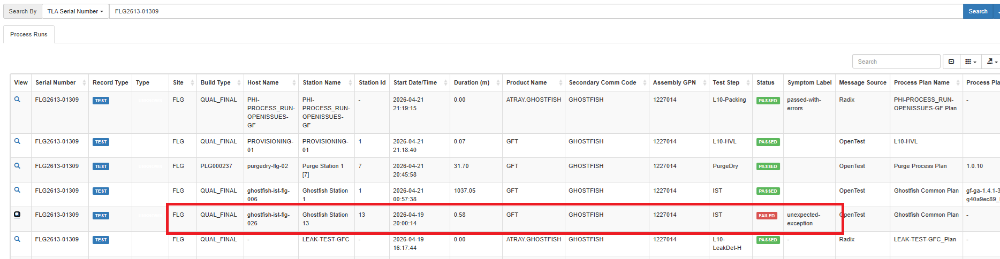 Search By TLA Serial Number FLG2613-01309 Search
Process Runs
Search
View Serial Number Record Type Type Site Build Type Host Name Station Name Station Id Start Date/Time Duration (m) Product Name Secondary Comm Code Assembly GPN Test Step Status Symptom Label Message Source Process Plan Name Process Pla
FLG2613-01309 TEST UNKNOWN FLG QUAL_FINAL PHI- PHI- - 2026-04-21 0.00 ATRAY.GHOSTFISH GHOSTFISH 1227014 L10-Packing PASSED passed-with- Radix PHI-PROCESS_RUN- -
PROCESS_RUN- PROCESS_RUN- 21:19:15 errors OPENISSUES-GF Plan
OPENISSUES- OPENISSUES-
GF GF
FLG2613-01309 TEST FLG QUAL_FINAL PROVISIONING- PROVISIONING- 1 2026-04-21 0.07 GFT GHOSTFISH 1227014 L10-HVL PASSED OpenTest L10-HVL
01 01 21:18:40
FLG2613-01309 TEST UNKNOWN FLG PLG000237 purgedry-flg-02 Purge Station 1 7 2026-04-21 31.70 GFT GHOSTFISH 1227014 PurgeDry PASSED OpenTest Purge Process Plan 1.0.10
[7] 20:45:58
FLG2613-01309 TEST FLG QUAL_FINAL ghostfish-ist-flg- Ghostfish Station 1 2026-04-21 1037.05 GFT GHOSTFISH 1227014 IST PASSED OpenTest Ghostfish Common Plan gf-ga-1.4.1-3
006 1 00:57:38 g40a9ec89_
FLG2613-01309 TEST UNKNOWN FLG QUAL_FINAL ghostfish-ist-flg- Ghostfish Station 13 2026-04-19 0.58 GFT GHOSTFISH 1227014 IST FAILED unexpected- OpenTest Ghostfish Common Plan -
026 13 20:00:14 exception
FLG2613-01309 TEST FLG QUAL_FINAL - LEAK-TEST-GFC - 2026-04-19 0.00 ATRAY.GHOSTFISH GHOSTFISH 1227014 L10- PASSED - Radix LEAK-TEST-GFC_Plan -
16:17:44 LeakDet-H